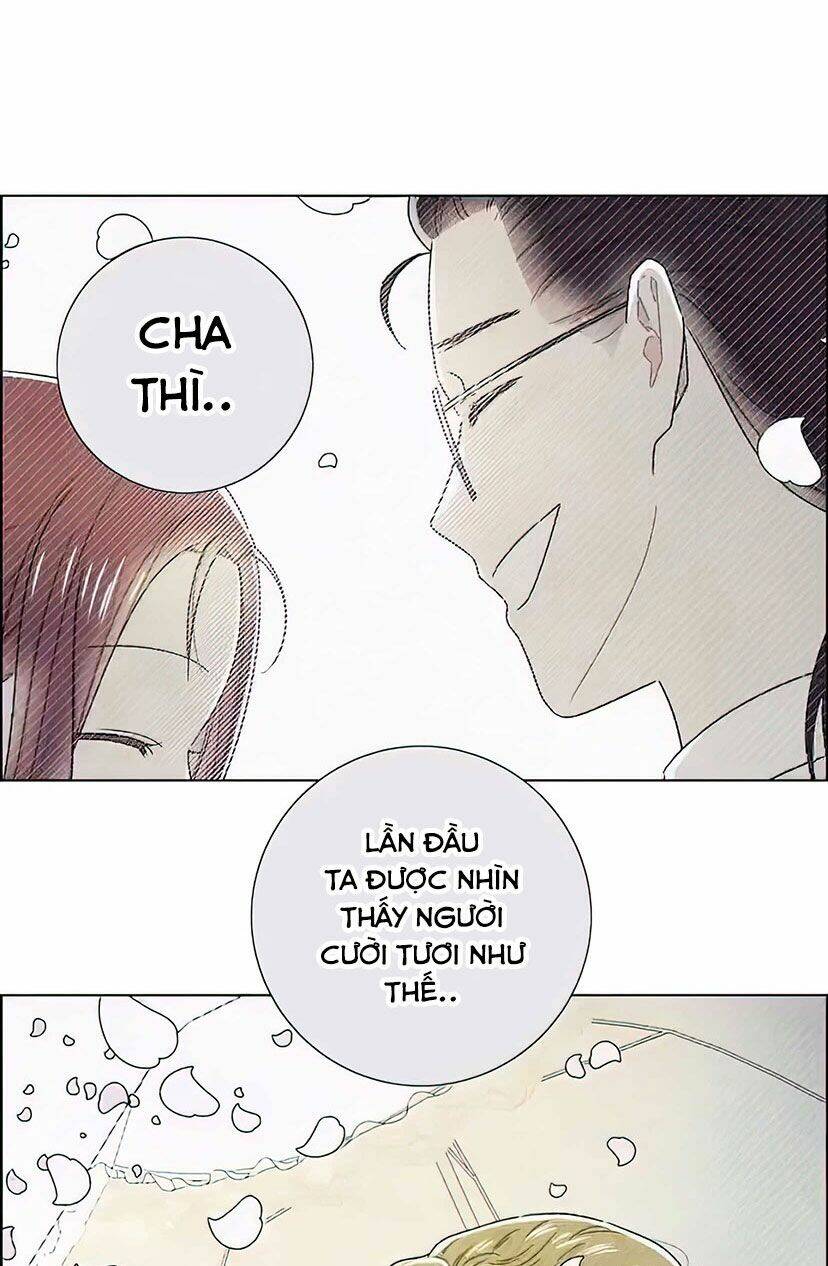 CHA
THÌ..
LẦN ĐẦU
TA ĐƯỢC NHÌN
THẤY NGƯỜI
CƯỜI TƯƠI NHƯ
THẾ..